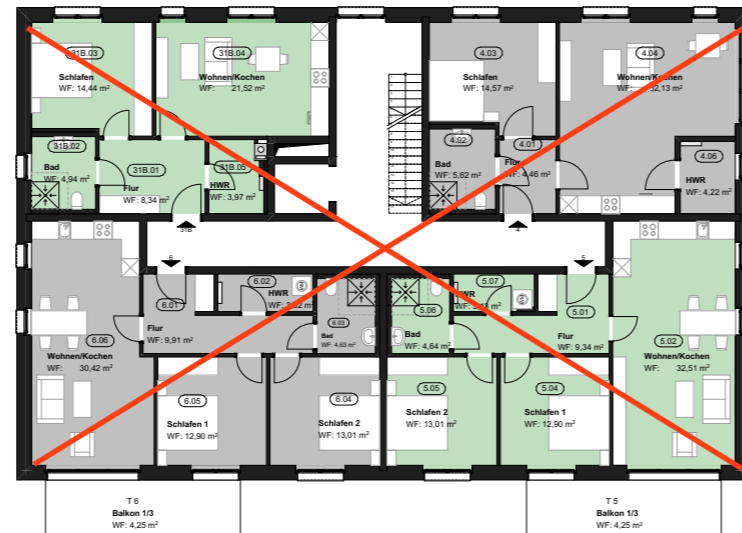 31B.03
Schlafen
WF: 14,44 m²
31B.04
Wohnen/Kochen
WF: 21,52 m²
4.03
Schlafen
WF: 14,57 m²
4.04
Wohnen/Kochen
31B.02
Bad
WF: 4,94 m²
31B.01
Flur
WF: 8,34 m²
31B.05
HWR
WF: 3,97 m²
4.02
Bad
WF: 5,62 m²
4.01
Flur
WF: 4,46 m²
4.06
HWR
WF: 4,22 m²
31B
4
6
5
6.06
Wohnen/Kochen
WF: 30,42 m²
6.01
Flur
WF: 9,91 m²
6.02
HWR
6.03
Bad
WF: 4,63 m²
5.06
Bad
WF: 4,64 m²
5.07
5.01
Flur
WF: 9,34 m²
5.02
Wohnen/Kochen
WF: 32,51 m²
6.05
Schlafen 1
WF: 12,90 m²
6.04
Schlafen 2
WF: 13,01 m²
5.05
Schlafen 2
WF: 13,01 m²
5.04
Schlafen 1
WF: 12,90 m²
T 6
Balkon 1/3
WF: 4,25 m²
T 5
Balkon 1/3
WF: 4,25 m²